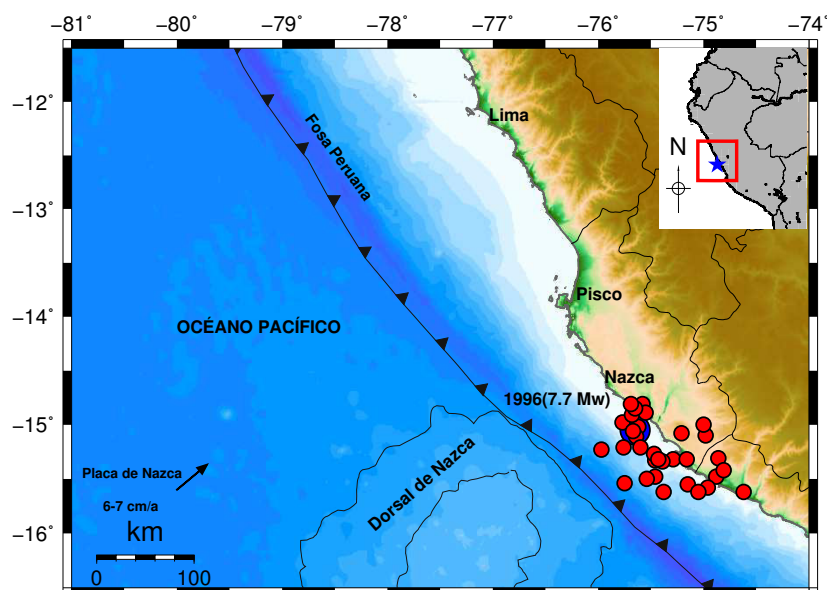 −81 −80 −79 −78 −77 −76 −75 −74
−12
−13
−14
−15
−16
Lima
Fosa Peruana
N
Pisco
OCÉANO PACÍFICO
Nazca
1996(7.7 Mw)
Placa de Nazca
Dorsal de Nazca
6-7 cm/a
km
0 100